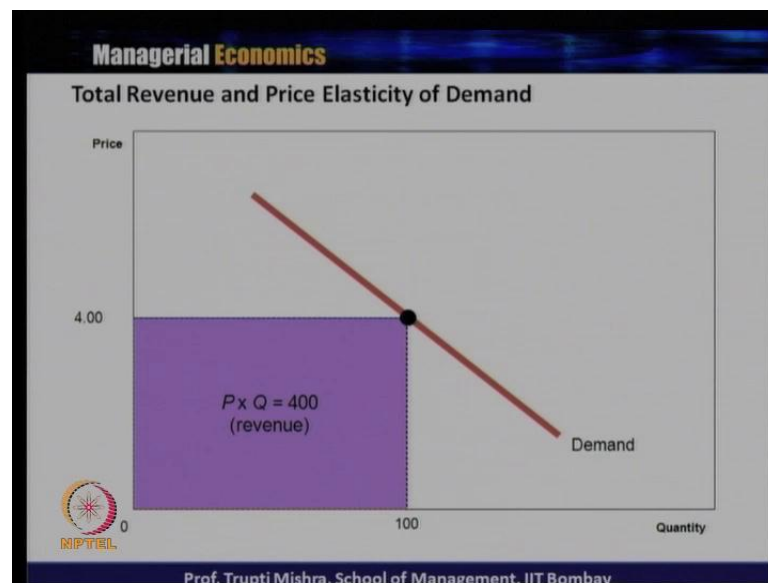 Managerial Economics
Total Revenue and Price Elasticity of Demand
Price
4.00
P x Q = 400
(revenue)
Demand
0
100
Quantity
NPTEL
Prof. Trupti Mishra, School of Management, IIT Bombay